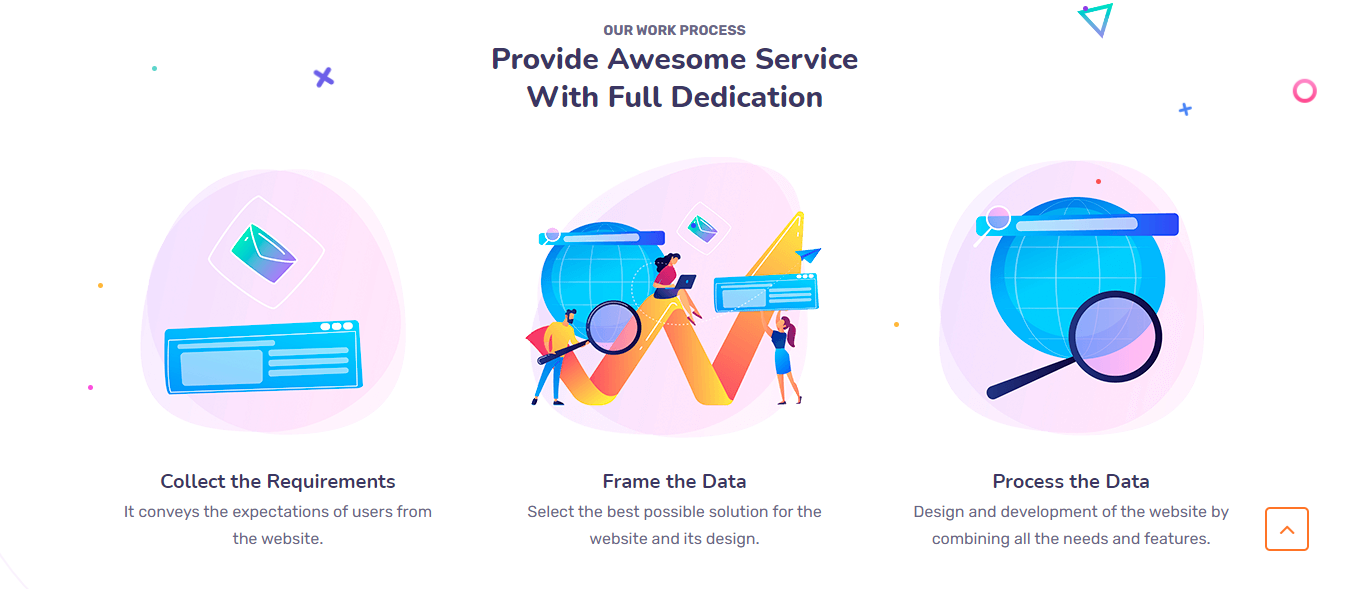 OUR WORK PROCESS
Provide Awesome Service
With Full Dedication
Collect the Requirements
It conveys the expectations of users from
the website.
Frame the Data
Select the best possible solution for the
website and its design.
Process the Data
Design and development of the website by
combining all the needs and features.